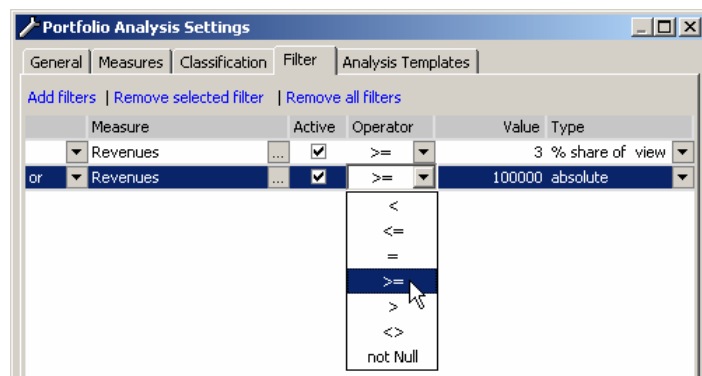 Portfolio Analysis Settings
General Measures Classification Filter Analysis Templates
Add filters | Remove selected filter | Remove all filters
Measure Active Operator Value Type
Revenues ... >= 3 % share of view
or Revenues ... >= 100000 absolute
<
<=
=
>=
>
<>
not Null